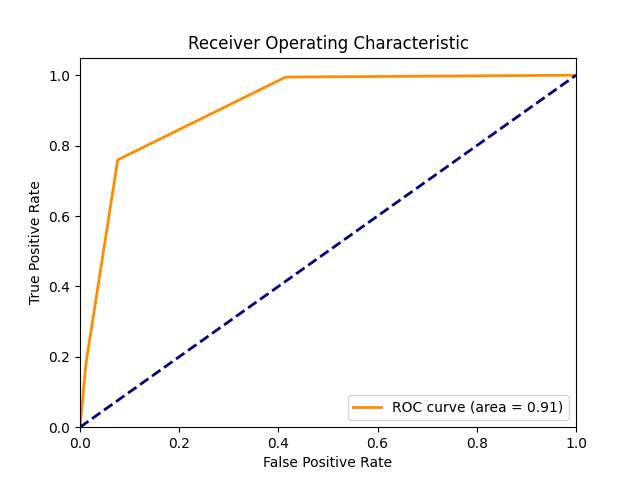 Receiver Operating Characteristic
1.0
0.8
0.6
0.4
0.2
0.0
True Positive Rate
ROC curve (area = 0.91)
0.0 0.2 0.4 0.6 0.8 1.0
False Positive Rate